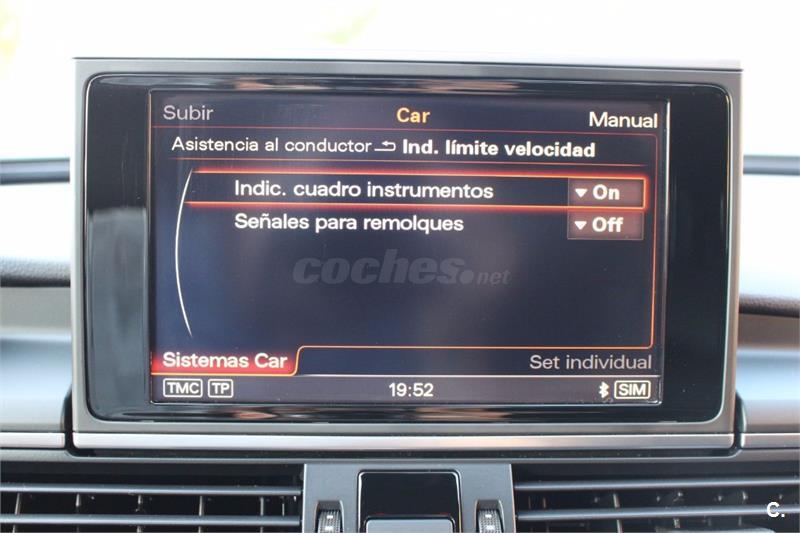 Subir Car Manual
Asistencia al conductor Ind. límite velocidad
Indic. cuadro instrumentos On
Señales para remolques Off
coches.net
Sistemas Car Set individual
TMC TP 19:52 SIM
C.